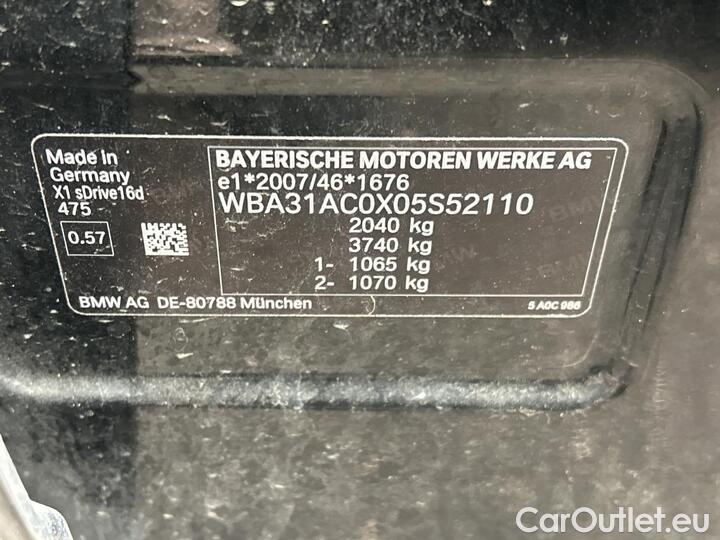 Made in
Germany
X1 sDrive16d
475
0.57
BMW AG DE-80788 München
BAYERISCHE MOTOREN WERKE AG
e1*2007/46*1676
WBA31AC0X05S52110
2040 kg
3740 kg
1- 1065 kg
2- 1070 kg
5 A0C 986
CarOutlet.eu